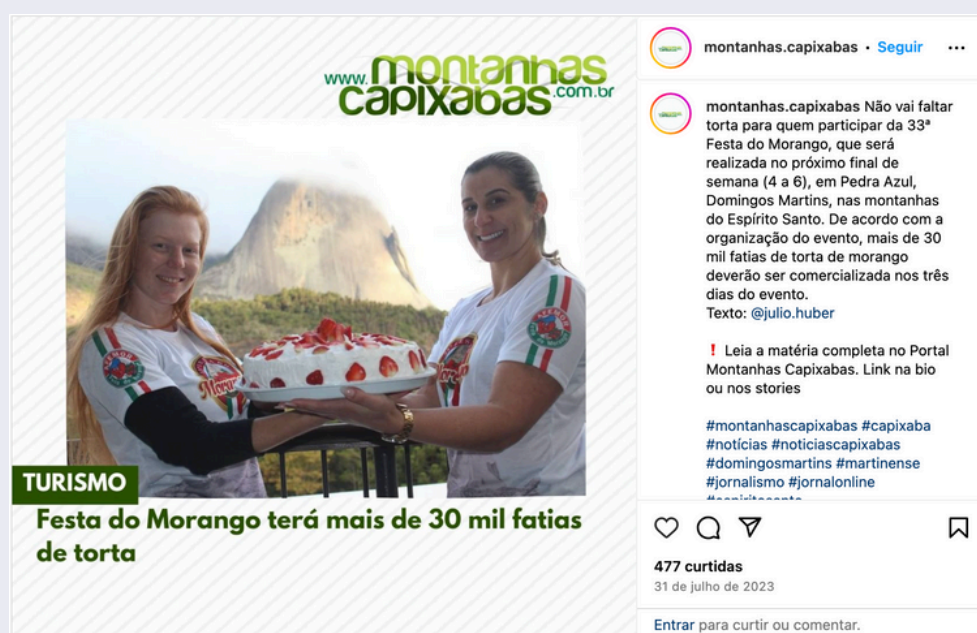 www.montanhas
capixabas.com.br
Morango
TURISMO
Festa do Morango terá mais de 30 mil fatias
de torta
montanhas.capixabas • Seguir •••
montanhas.capixabas Não vai faltar
torta para quem participar da 33ª
Festa do Morango, que será
realizada no próximo final de
semana (4 a 6), em Pedra Azul,
Domingos Martins, nas montanhas
do Espírito Santo. De acordo com a
organização do evento, mais de 30
mil fatias de torta de morango
deverão ser comercializada nos três
dias do evento.
Texto: @julio.huber
❗ Leia a matéria completa no Portal
Montanhas Capixabas. Link na bio
ou nos stories
#montanhascapixabas #capixaba
#notícias #noticiascapixabas
#domingosmartins #martinense
#jornalismo #jornalonline
477 curtidas
31 de julho de 2023
Entrar para curtir ou comentar.